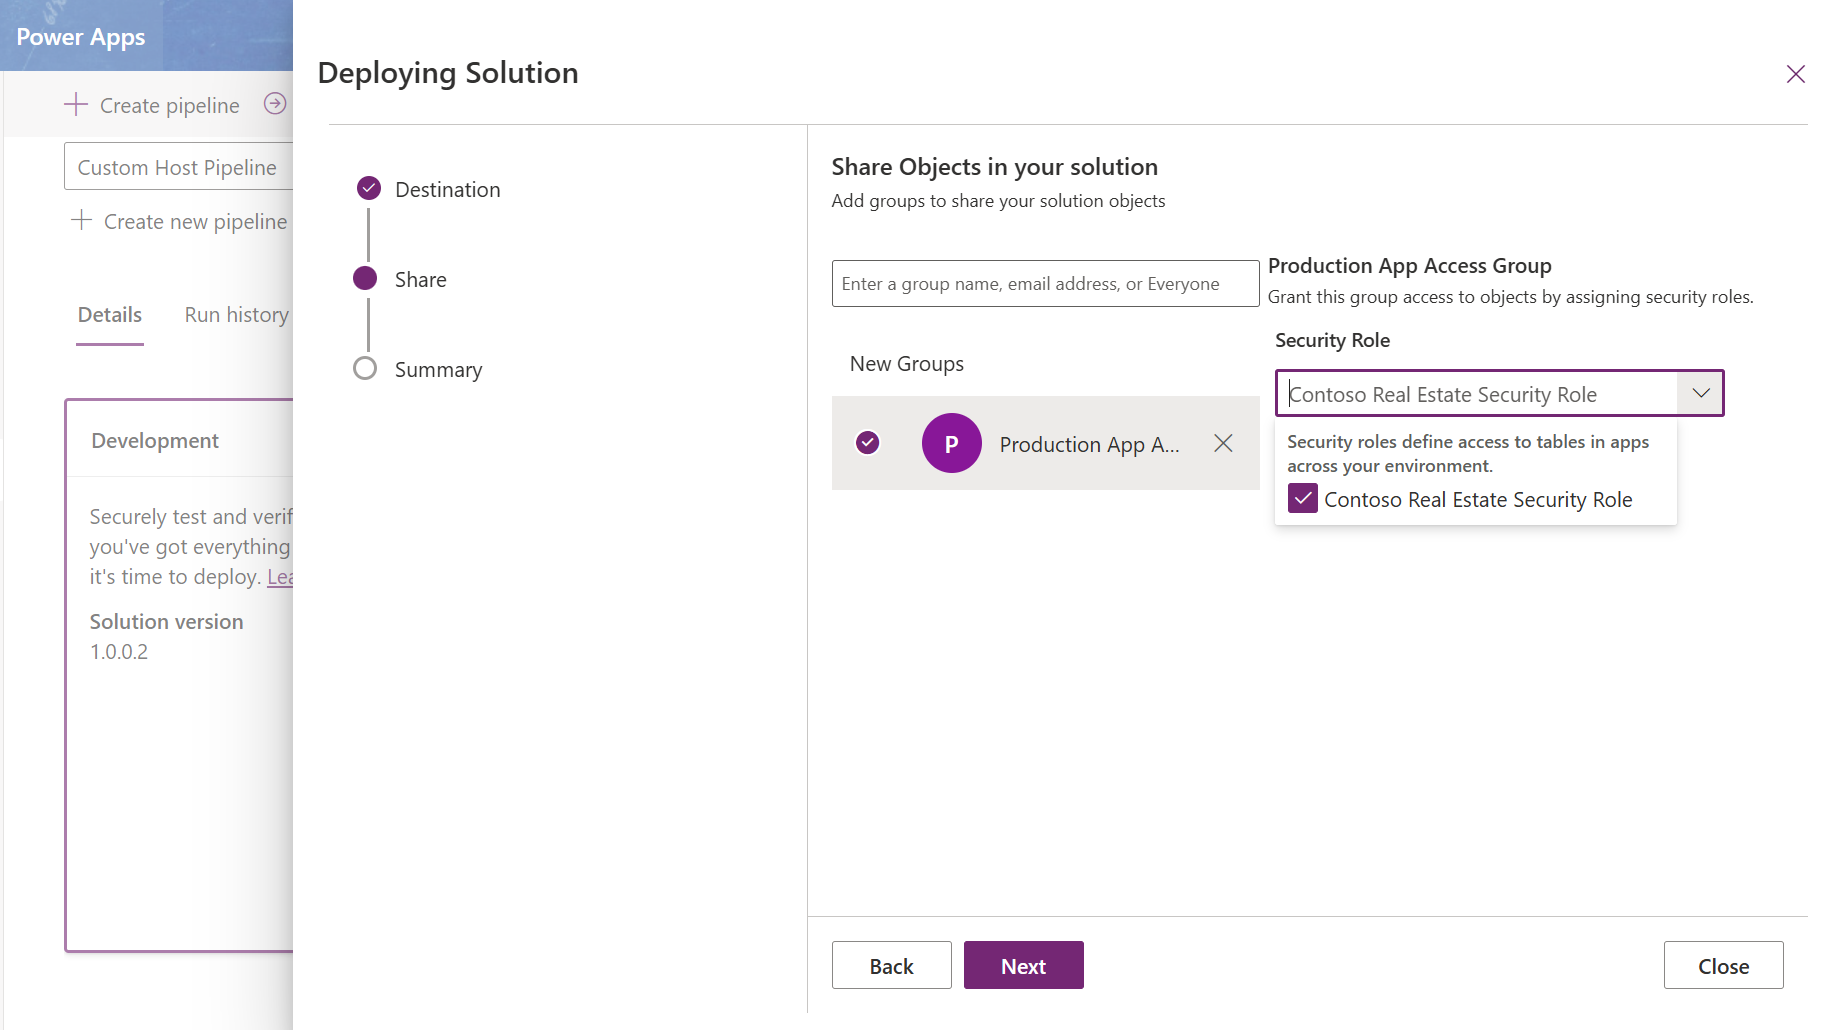 Power Apps
Create pipeline
Custom Host Pipeline
Create new pipeline
Details
Run history
Development
Securely test and verif
you've got everything
it's time to deploy. Lea
Solution version
1.0.0.2
Deploying Solution
Destination
Share
Summary
Share Objects in your solution
Add groups to share your solution objects
Enter a group name, email address, or Everyone
New Groups
P
Production App A...
Production App Access Group
Grant this group access to objects by assigning security roles.
Security Role
Contoso Real Estate Security Role
Security roles define access to tables in apps
across your environment.
Contoso Real Estate Security Role
Back
Next
Close